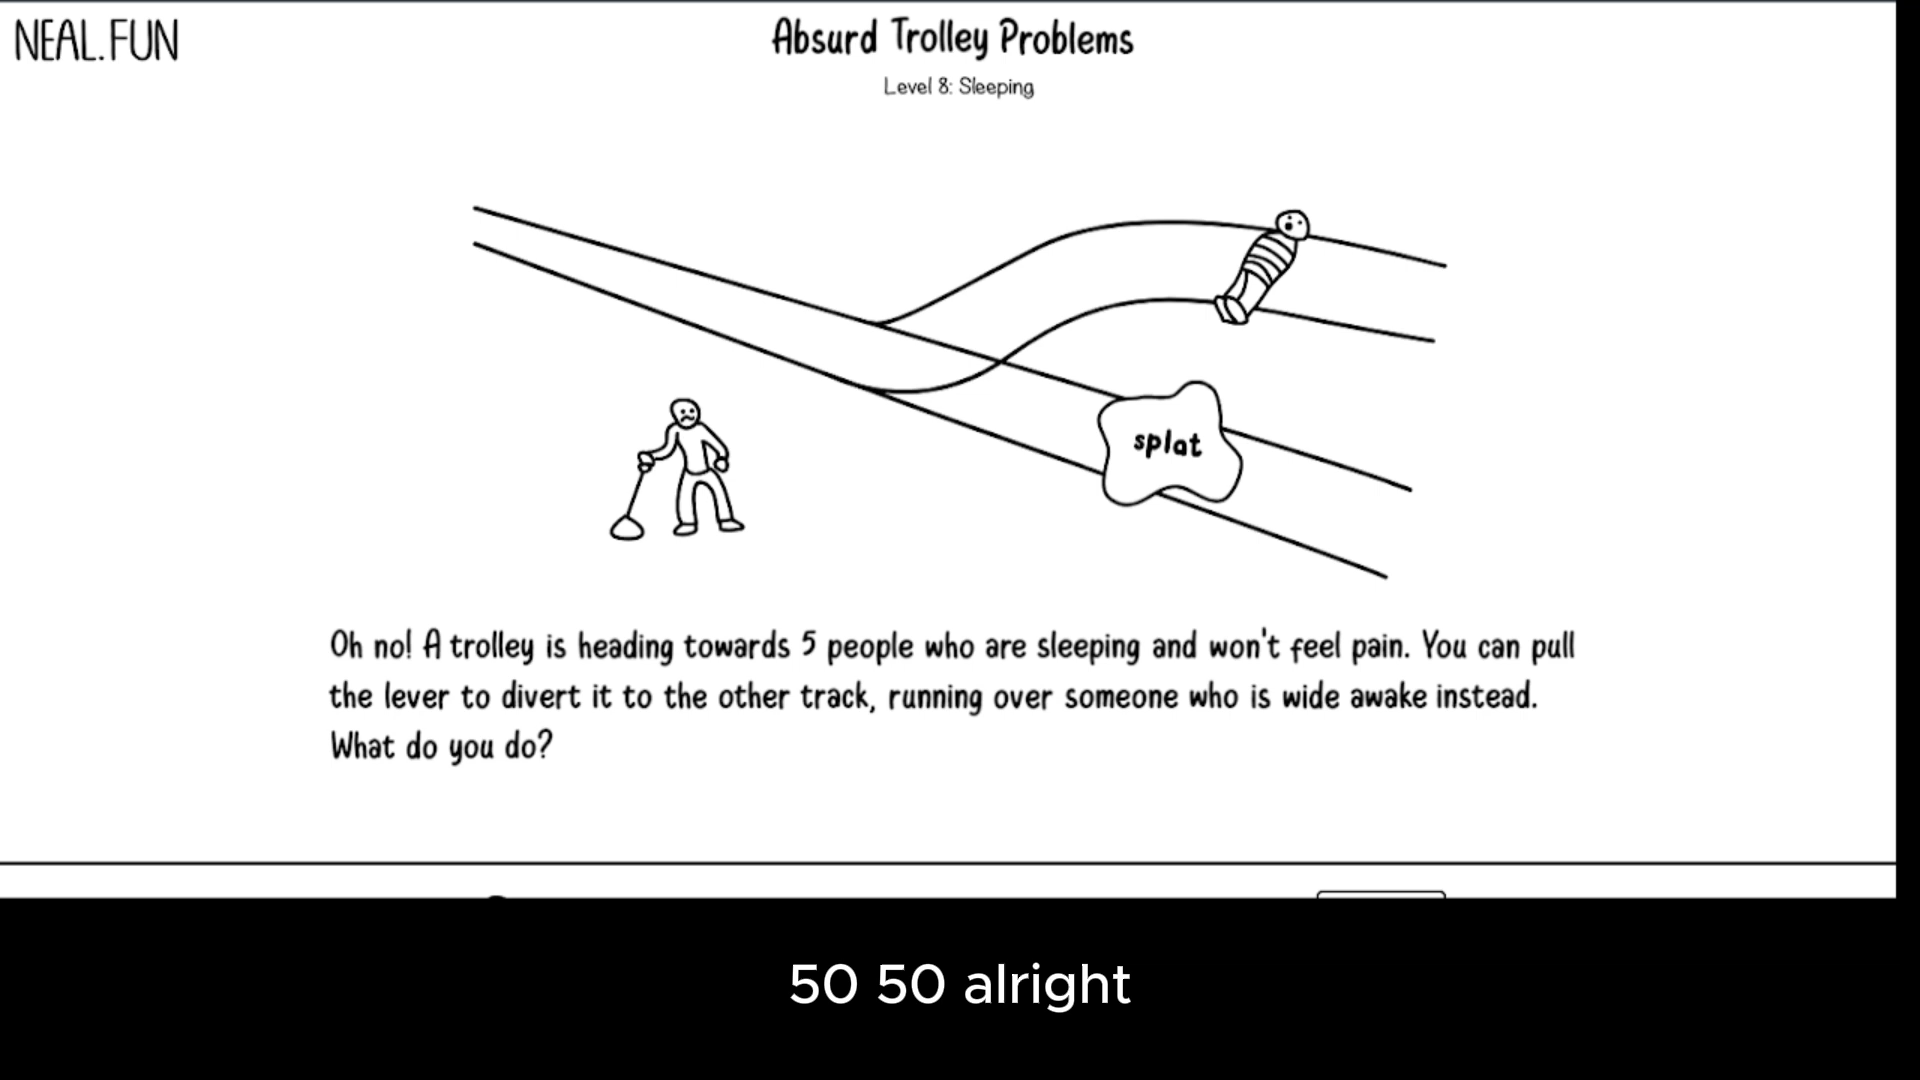 NEAL.FUN
Absurd Trolley Problems
Level 8: Sleeping
splat
Oh no! A trolley is heading towards 5 people who are sleeping and won't feel pain. You can pull
the lever to divert it to the other track, running over someone who is wide awake instead.
What do you do?
50 50 alright